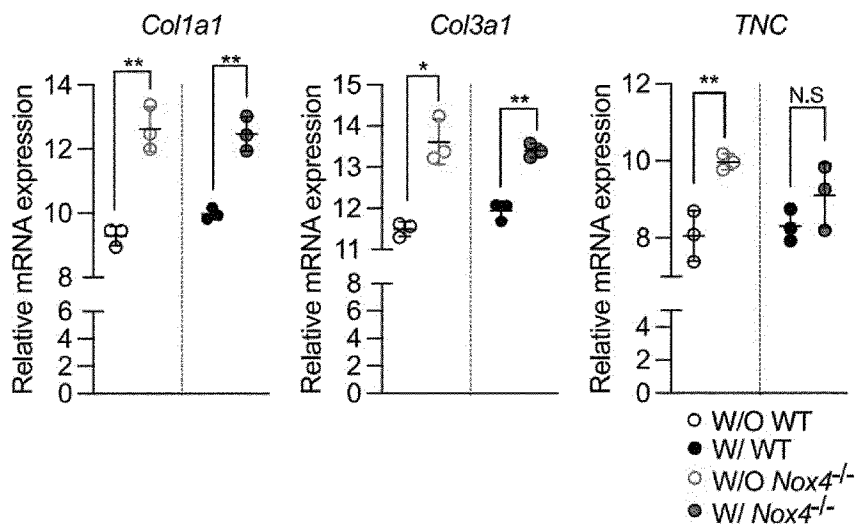 Col1a1
Col3a1
TNC
Relative mRNA expression
14
12
10
8
6
4
2
0
**
**
Relative mRNA expression
15
14
13
12
11
8
6
4
2
0
*
**
Relative mRNA expression
12
10
8
6
4
2
0
**
N.S
W/O WT
W/ WT
W/O Nox4-/-
W/ Nox4-/-